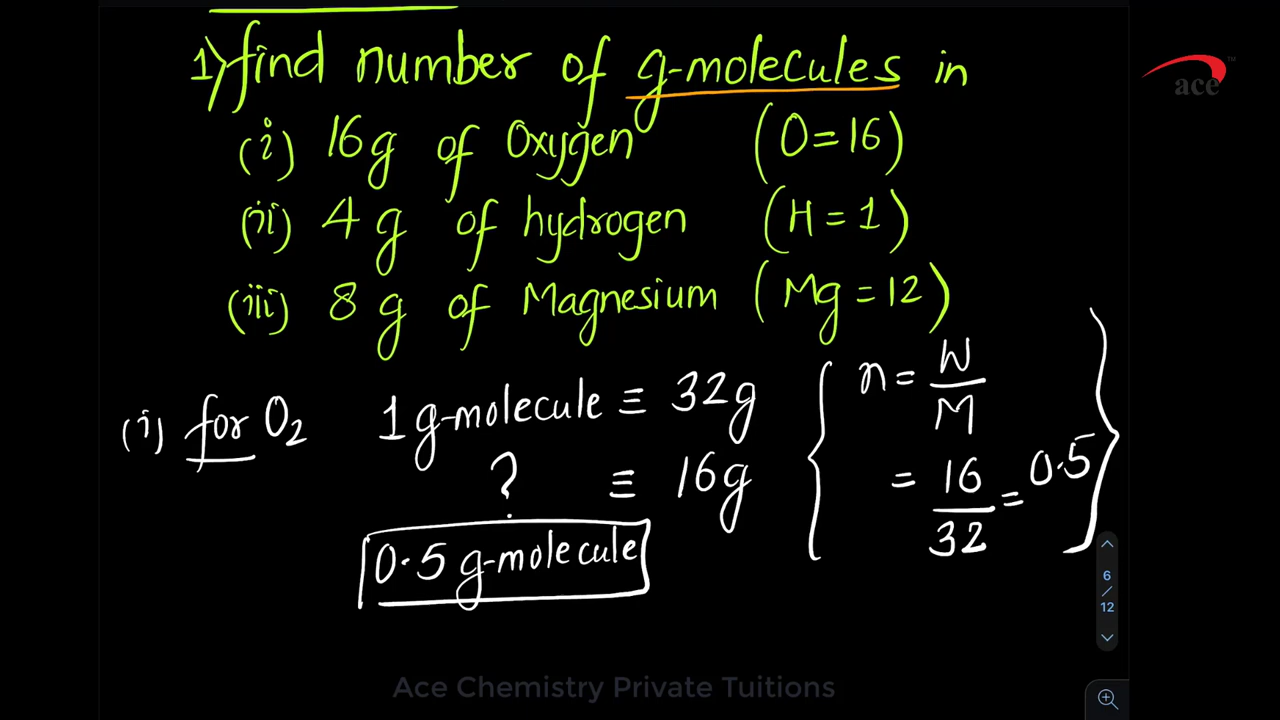 1) find number of g-molecules in
(i) 16g of Oxygen (O=16)
(ii) 4 g of hydrogen (H = 1)
(iii) 8 g of Magnesium (Mg = 12)
(i) for O₂ 1 g-molecule ≡ 32g { n = W/M
? ≡ 16g = 16/32 = 0.5 }
0.5 g-molecule
ace™
6
/
12
Ace Chemistry Private Tuitions